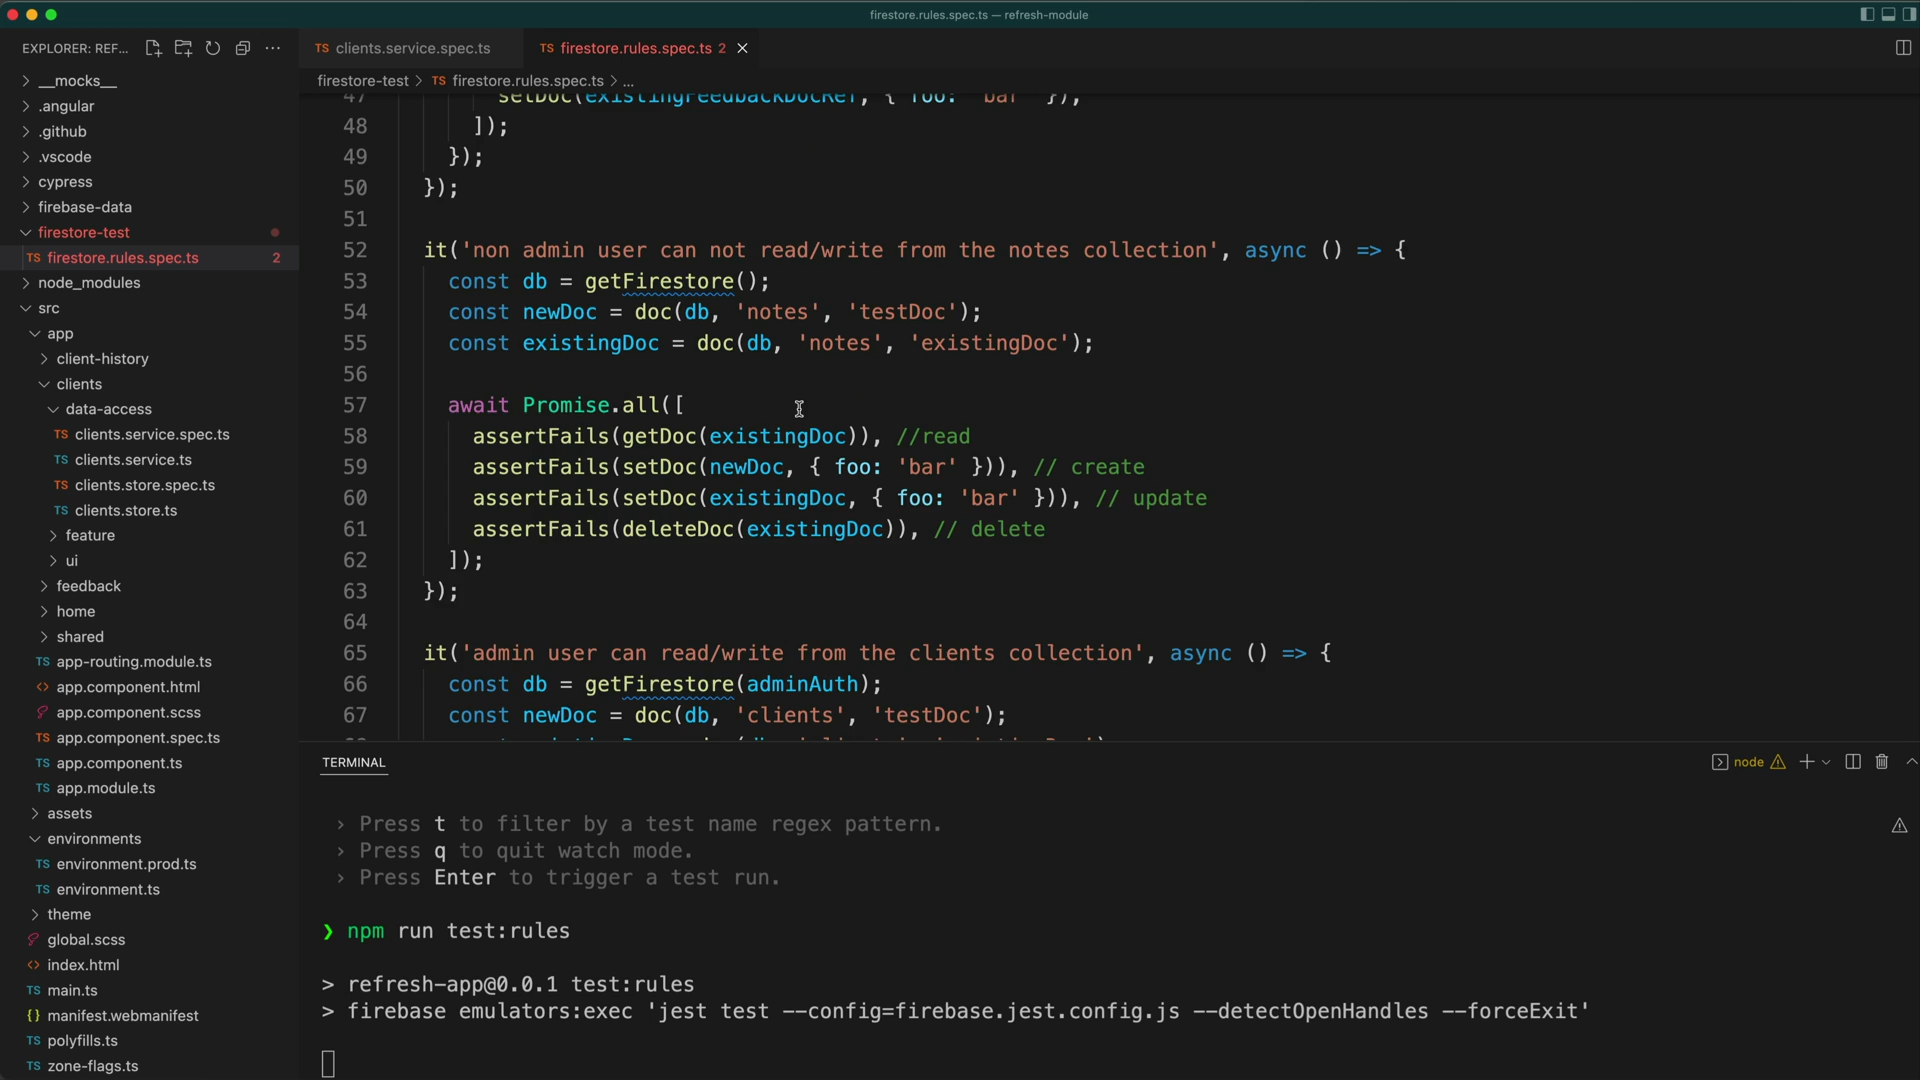 firestore.rules.spec.ts — refresh-module
EXPLORER: REF...
TS clients.service.spec.ts
TS firestore.rules.spec.ts 2
firestore-test > TS firestore.rules.spec.ts > ...
__mocks__
.angular
.github
.vscode
cypress
firebase-data
firestore-test
TS firestore.rules.spec.ts 2
node_modules
src
app
client-history
clients
data-access
TS clients.service.spec.ts
TS clients.service.ts
TS clients.store.spec.ts
TS clients.store.ts
feature
ui
feedback
home
shared
TS app-routing.module.ts
<> app.component.html
app.component.scss
TS app.component.spec.ts
TS app.component.ts
TS app.module.ts
assets
environments
TS environment.prod.ts
TS environment.ts
theme
global.scss
<> index.html
TS main.ts
{} manifest.webmanifest
TS polyfills.ts
TS zone-flags.ts
47 setDoc(existingFeedbackDocRef, { foo: 'bar' }),
48 ]);
49 });
50 });
51
52 it('non admin user can not read/write from the notes collection', async () => {
53 const db = getFirestore();
54 const newDoc = doc(db, 'notes', 'testDoc');
55 const existingDoc = doc(db, 'notes', 'existingDoc');
56
57 await Promise.all([
58 assertFails(getDoc(existingDoc)), //read
59 assertFails(setDoc(newDoc, { foo: 'bar' })), // create
60 assertFails(setDoc(existingDoc, { foo: 'bar' })), // update
61 assertFails(deleteDoc(existingDoc)), // delete
62 ]);
63 });
64
65 it('admin user can read/write from the clients collection', async () => {
66 const db = getFirestore(adminAuth);
67 const newDoc = doc(db, 'clients', 'testDoc');
TERMINAL
node
› Press t to filter by a test name regex pattern.
› Press q to quit watch mode.
› Press Enter to trigger a test run.
❯ npm run test:rules
> refresh-app@0.0.1 test:rules
> firebase emulators:exec 'jest test --config=firebase.jest.config.js --detectOpenHandles --forceExit'